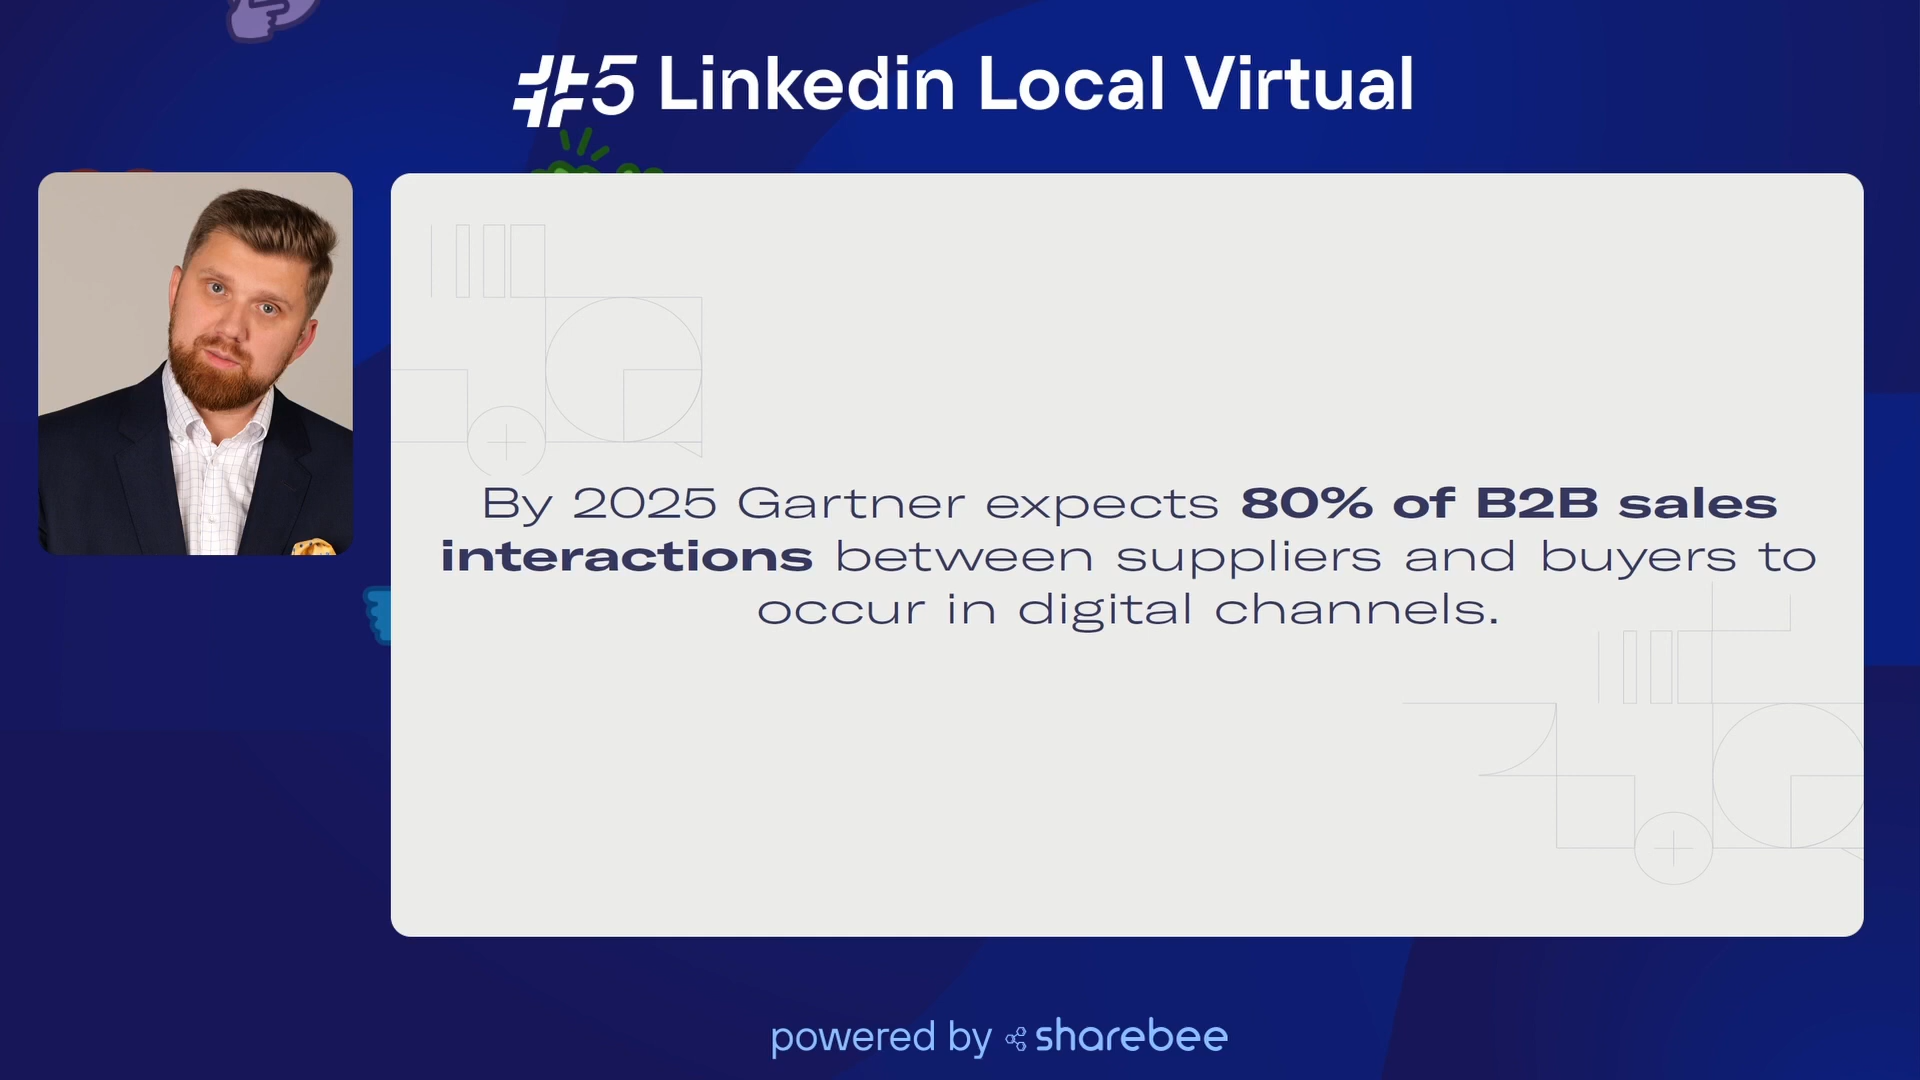 #5 Linkedin Local Virtual
By 2025 Gartner expects 80% of B2B sales
interactions between suppliers and buyers to
occur in digital channels.
powered by sharebee